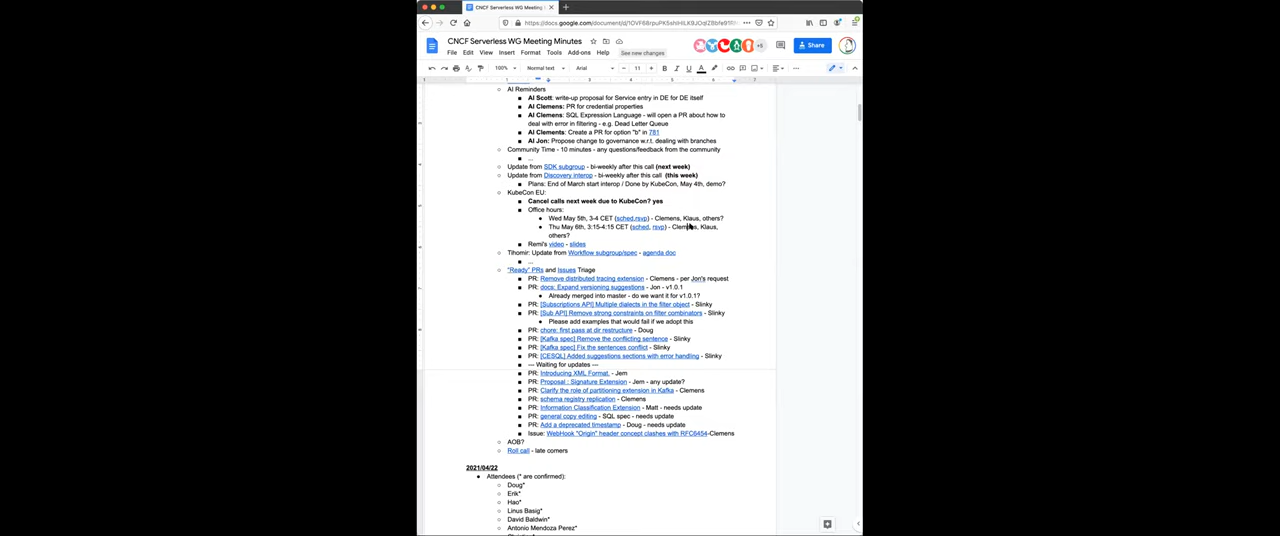 CNCF Serverless WG Meeting
https://docs.google.com/document/d/1OVF68rpuPK5shIHILK9JOqlZ8bfe91RN
CNCF Serverless WG Meeting Minutes
File Edit View Insert Format Tools Add-ons Help
See new changes
+5
Share
100% Normal text Arial 11
AI Reminders
AI Scott: write-up proposal for Service entry in DE for DE itself
AI Clemens: PR for credential properties
AI Clemens: SQL Expression Language - will open a PR about how to
deal with error in filtering - e.g. Dead Letter Queue
AI Clements: Create a PR for option "b" in 781
AI Jon: Propose change to governance w.r.t. dealing with branches
Community Time - 10 minutes - any questions/feedback from the community
...
Update from SDK subgroup - bi-weekly after this call (next week)
Update from Discovery interop - bi-weekly after this call (this week)
Plans: End of March start interop / Done by KubeCon, May 4th, demo?
KubeCon EU:
Cancel calls next week due to KubeCon? yes
Office hours:
Wed May 5th, 3-4 CET (sched,rsvp) - Clemens, Klaus, others?
Thu May 6th, 3:15-4:15 CET (sched, rsvp) - Clemens, Klaus,
others?
Remi's video - slides
Tihomir: Update from Workflow subgroup/spec - agenda doc
...
"Ready" PRs and Issues Triage
PR: Remove distributed tracing extension - Clemens - per Jon's request
PR: docs: Expand versioning suggestions - Jon - v1.0.1
Already merged into master - do we want it for v1.0.1?
PR: [Subscriptions API] Multiple dialects in the filter object - Slinky
PR: [Sub API] Remove strong constraints on filter combinators - Slinky
Please add examples that would fail if we adopt this
PR: chore: first pass at dir restructure - Doug
PR: [Kafka spec] Remove the conflicting sentence - Slinky
PR: [Kafka spec] Fix the sentences conflict - Slinky
PR: [CESQL] Added suggestions sections with error handling - Slinky
--- Waiting for updates ---
PR: Introducing XML Format. - Jem
PR: Proposal : Signature Extension - Jem - any update?
PR: Clarify the role of partitioning extension in Kafka - Clemens
PR: schema registry replication - Clemens
PR: Information Classification Extension - Matt - needs update
PR: general copy editing - SQL spec - needs update
PR: Add a deprecated timestamp - Doug - needs update
Issue: WebHook "Origin" header concept clashes with RFC6454-Clemens
AOB?
Roll call - late comers
2021/04/22
Attendees (* are confirmed):
Doug*
Erik*
Hao*
Linus Basig*
David Baldwin*
Antonio Mendoza Perez*